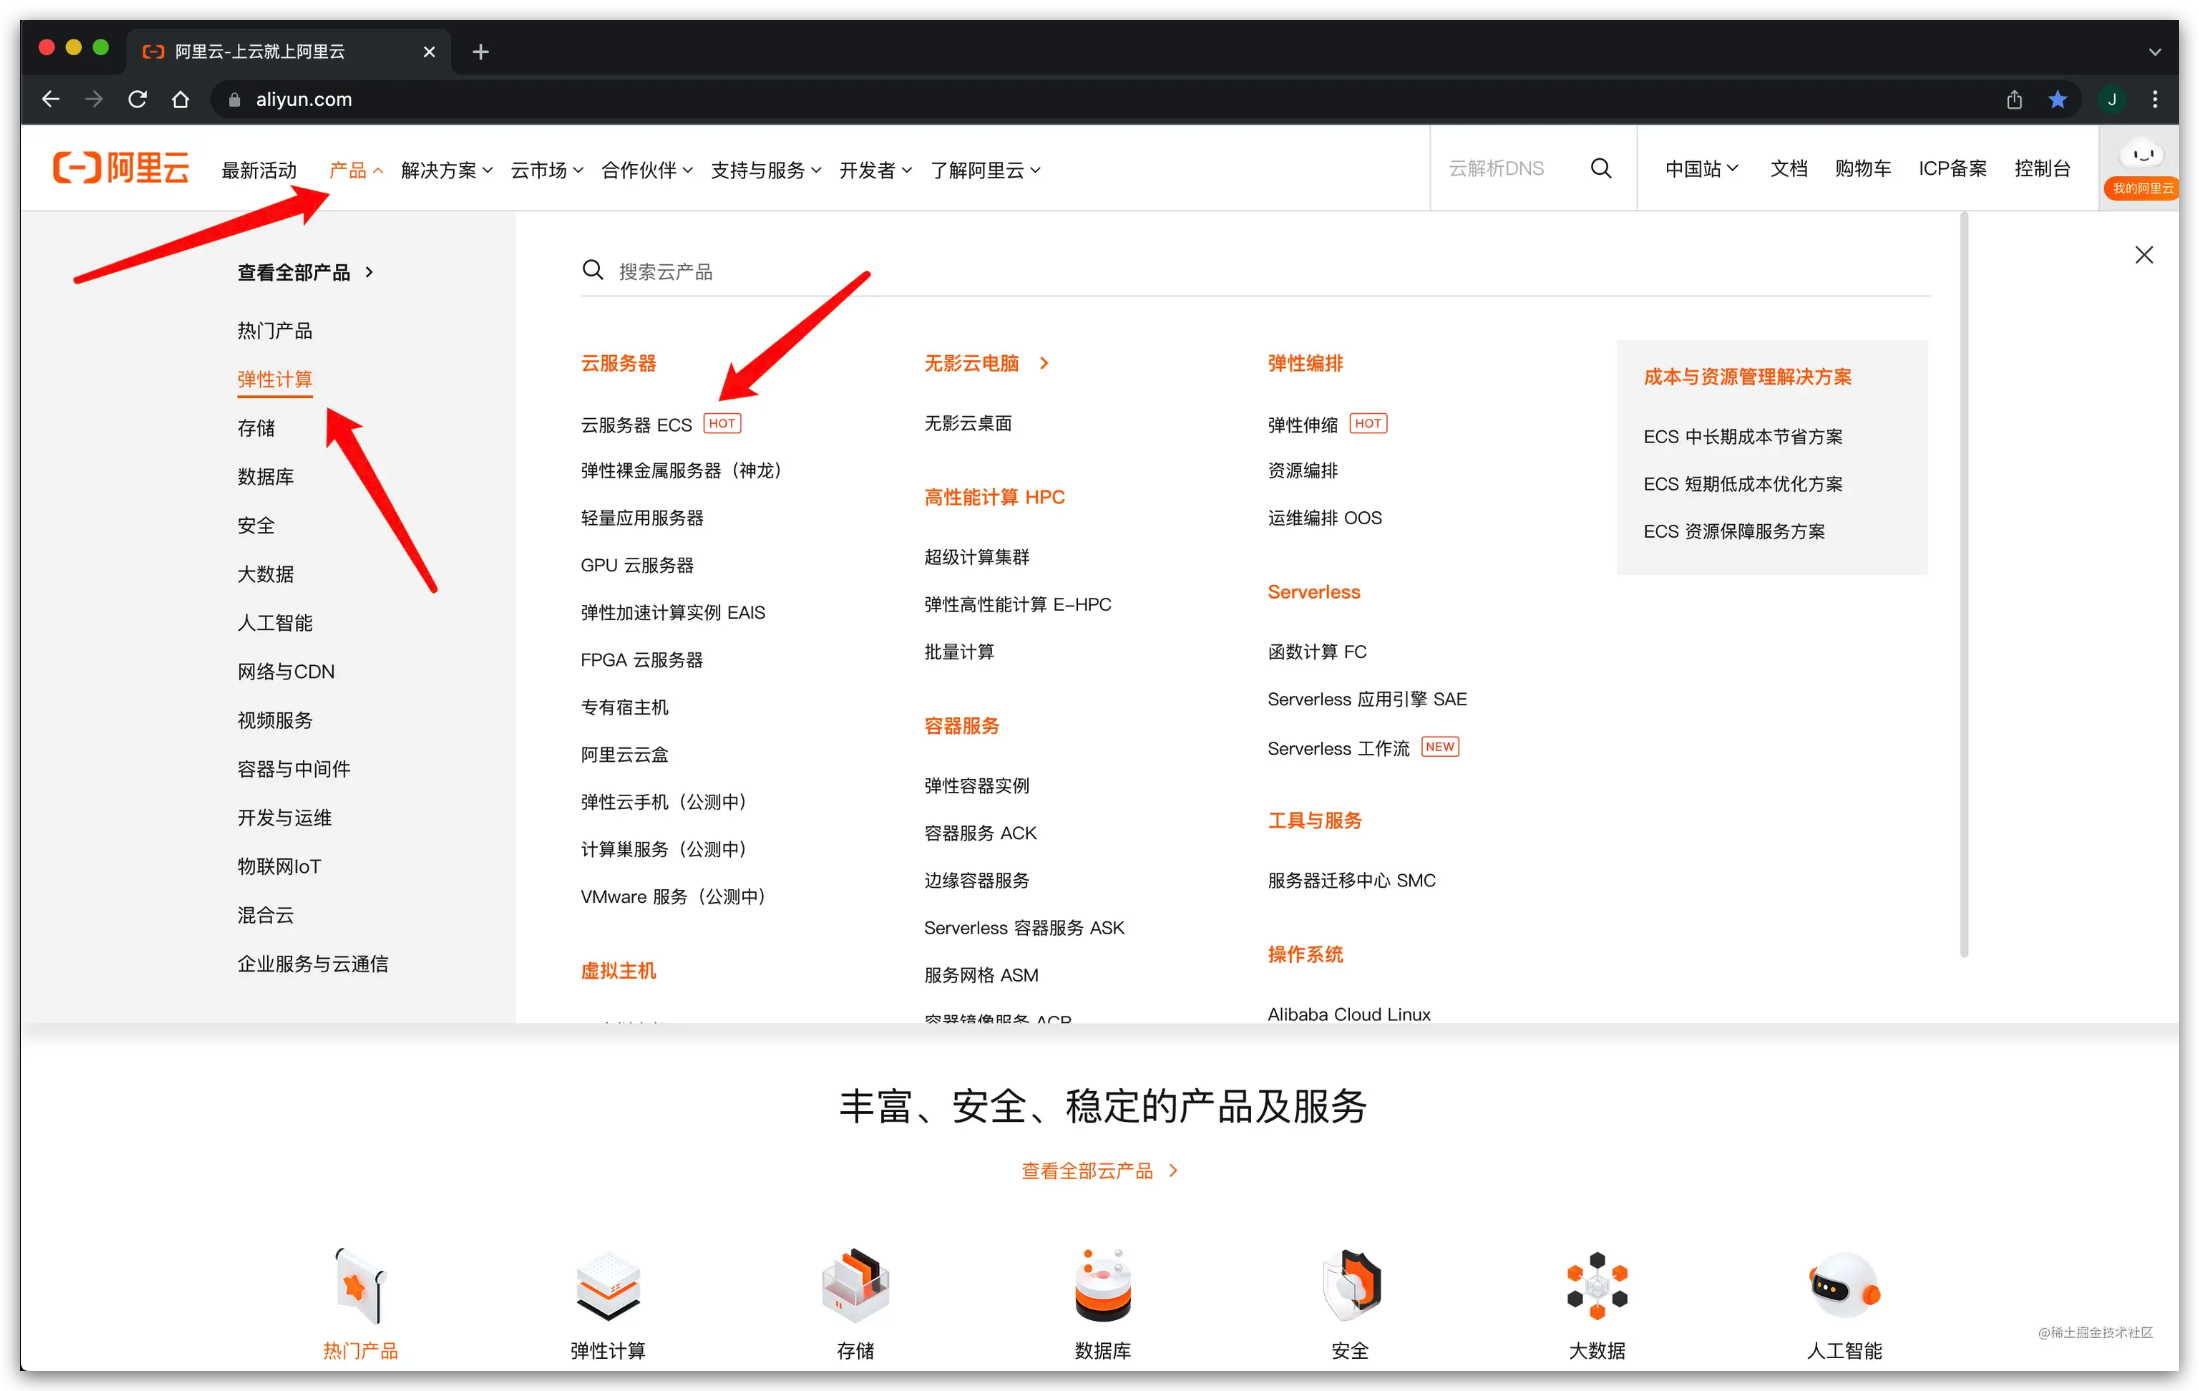 阿里云-上云就上阿里云
aliyun.com
J
阿里云
最新活动 产品 解决方案 云市场 合作伙伴 支持与服务 开发者 了解阿里云
云解析DNS
中国站 文档 购物车 ICP备案 控制台
我的阿里云
查看全部产品
热门产品
弹性计算
存储
数据库
安全
大数据
人工智能
网络与CDN
视频服务
容器与中间件
开发与运维
物联网IoT
混合云
企业服务与云通信
搜索云产品
云服务器
云服务器 ECS HOT
弹性裸金属服务器（神龙）
轻量应用服务器
GPU 云服务器
弹性加速计算实例 EAIS
FPGA 云服务器
专有宿主机
阿里云云盒
弹性云手机（公测中）
计算巢服务（公测中）
VMware 服务（公测中）
虚拟主机
无影云电脑
无影云桌面
高性能计算 HPC
超级计算集群
弹性高性能计算 E-HPC
批量计算
容器服务
弹性容器实例
容器服务 ACK
边缘容器服务
Serverless 容器服务 ASK
服务网格 ASM
容器镜像服务 ACR
弹性编排
弹性伸缩 HOT
资源编排
运维编排 OOS
Serverless
函数计算 FC
Serverless 应用引擎 SAE
Serverless 工作流 NEW
工具与服务
服务器迁移中心 SMC
操作系统
Alibaba Cloud Linux
成本与资源管理解决方案
ECS 中长期成本节省方案
ECS 短期低成本优化方案
ECS 资源保障服务方案
丰富、安全、稳定的产品及服务
查看全部云产品
热门产品 弹性计算 存储 数据库 安全 大数据 人工智能
@稀土掘金技术社区